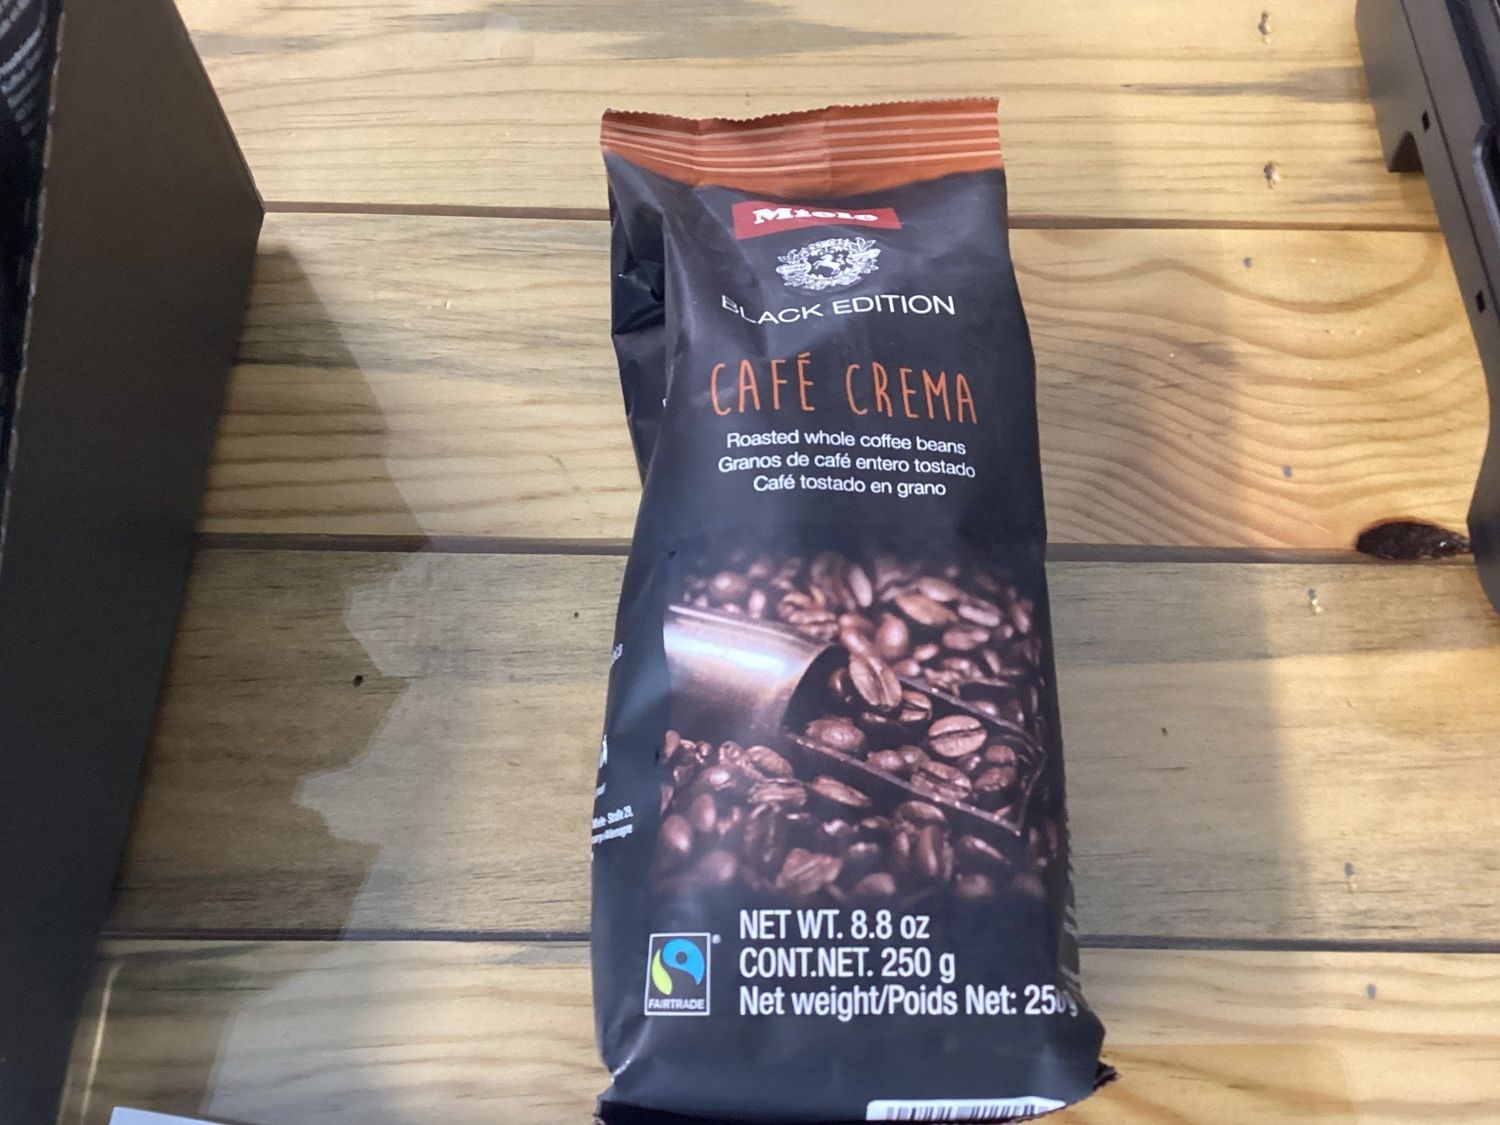 Miele
BLACK EDITION
CAFÉ CREMA
Roasted whole coffee beans
Granos de café entero tostado
Café tostado en grano
NET WT. 8.8 oz
CONT.NET. 250 g
Net weight/Poids Net: 250g
FAIRTRADE